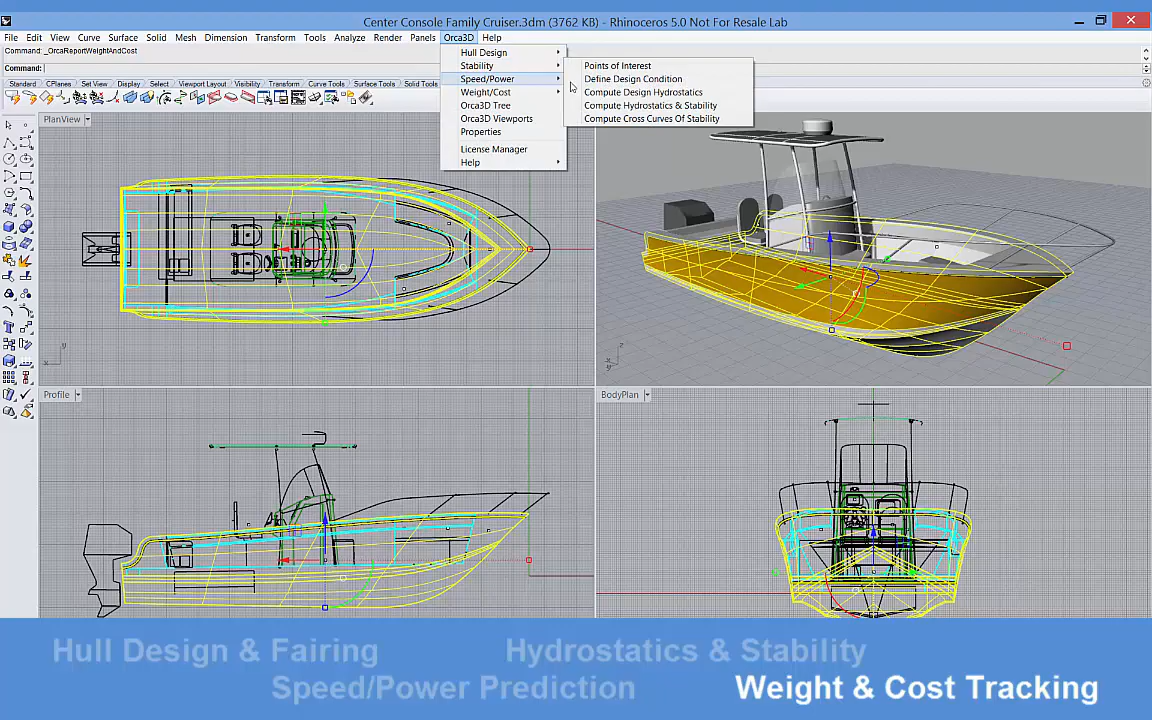 Center Console Family Cruiser.3dm (3762 KB) - Rhinoceros 5.0 Not For Resale Lab
File Edit View Curve Surface Solid Mesh Dimension Transform Tools Analyze Render Panels Orca3D Help
Command: _OrcaReportWeightAndCost
Command:
Standard CPlanes Set View Display Select Viewport Layout Visibility Transform Curve Tools Surface Tools Solid Tools
Hull Design
Stability
Speed/Power
Weight/Cost
Orca3D Tree
Orca3D Viewports
Properties
License Manager
Help
Points of Interest
Define Design Condition
Compute Design Hydrostatics
Compute Hydrostatics & Stability
Compute Cross Curves Of Stability
PlanView
y
x
z
x
y
Profile
BodyPlan
Hull Design & Fairing
Hydrostatics & Stability
Speed/Power Prediction
Weight & Cost Tracking